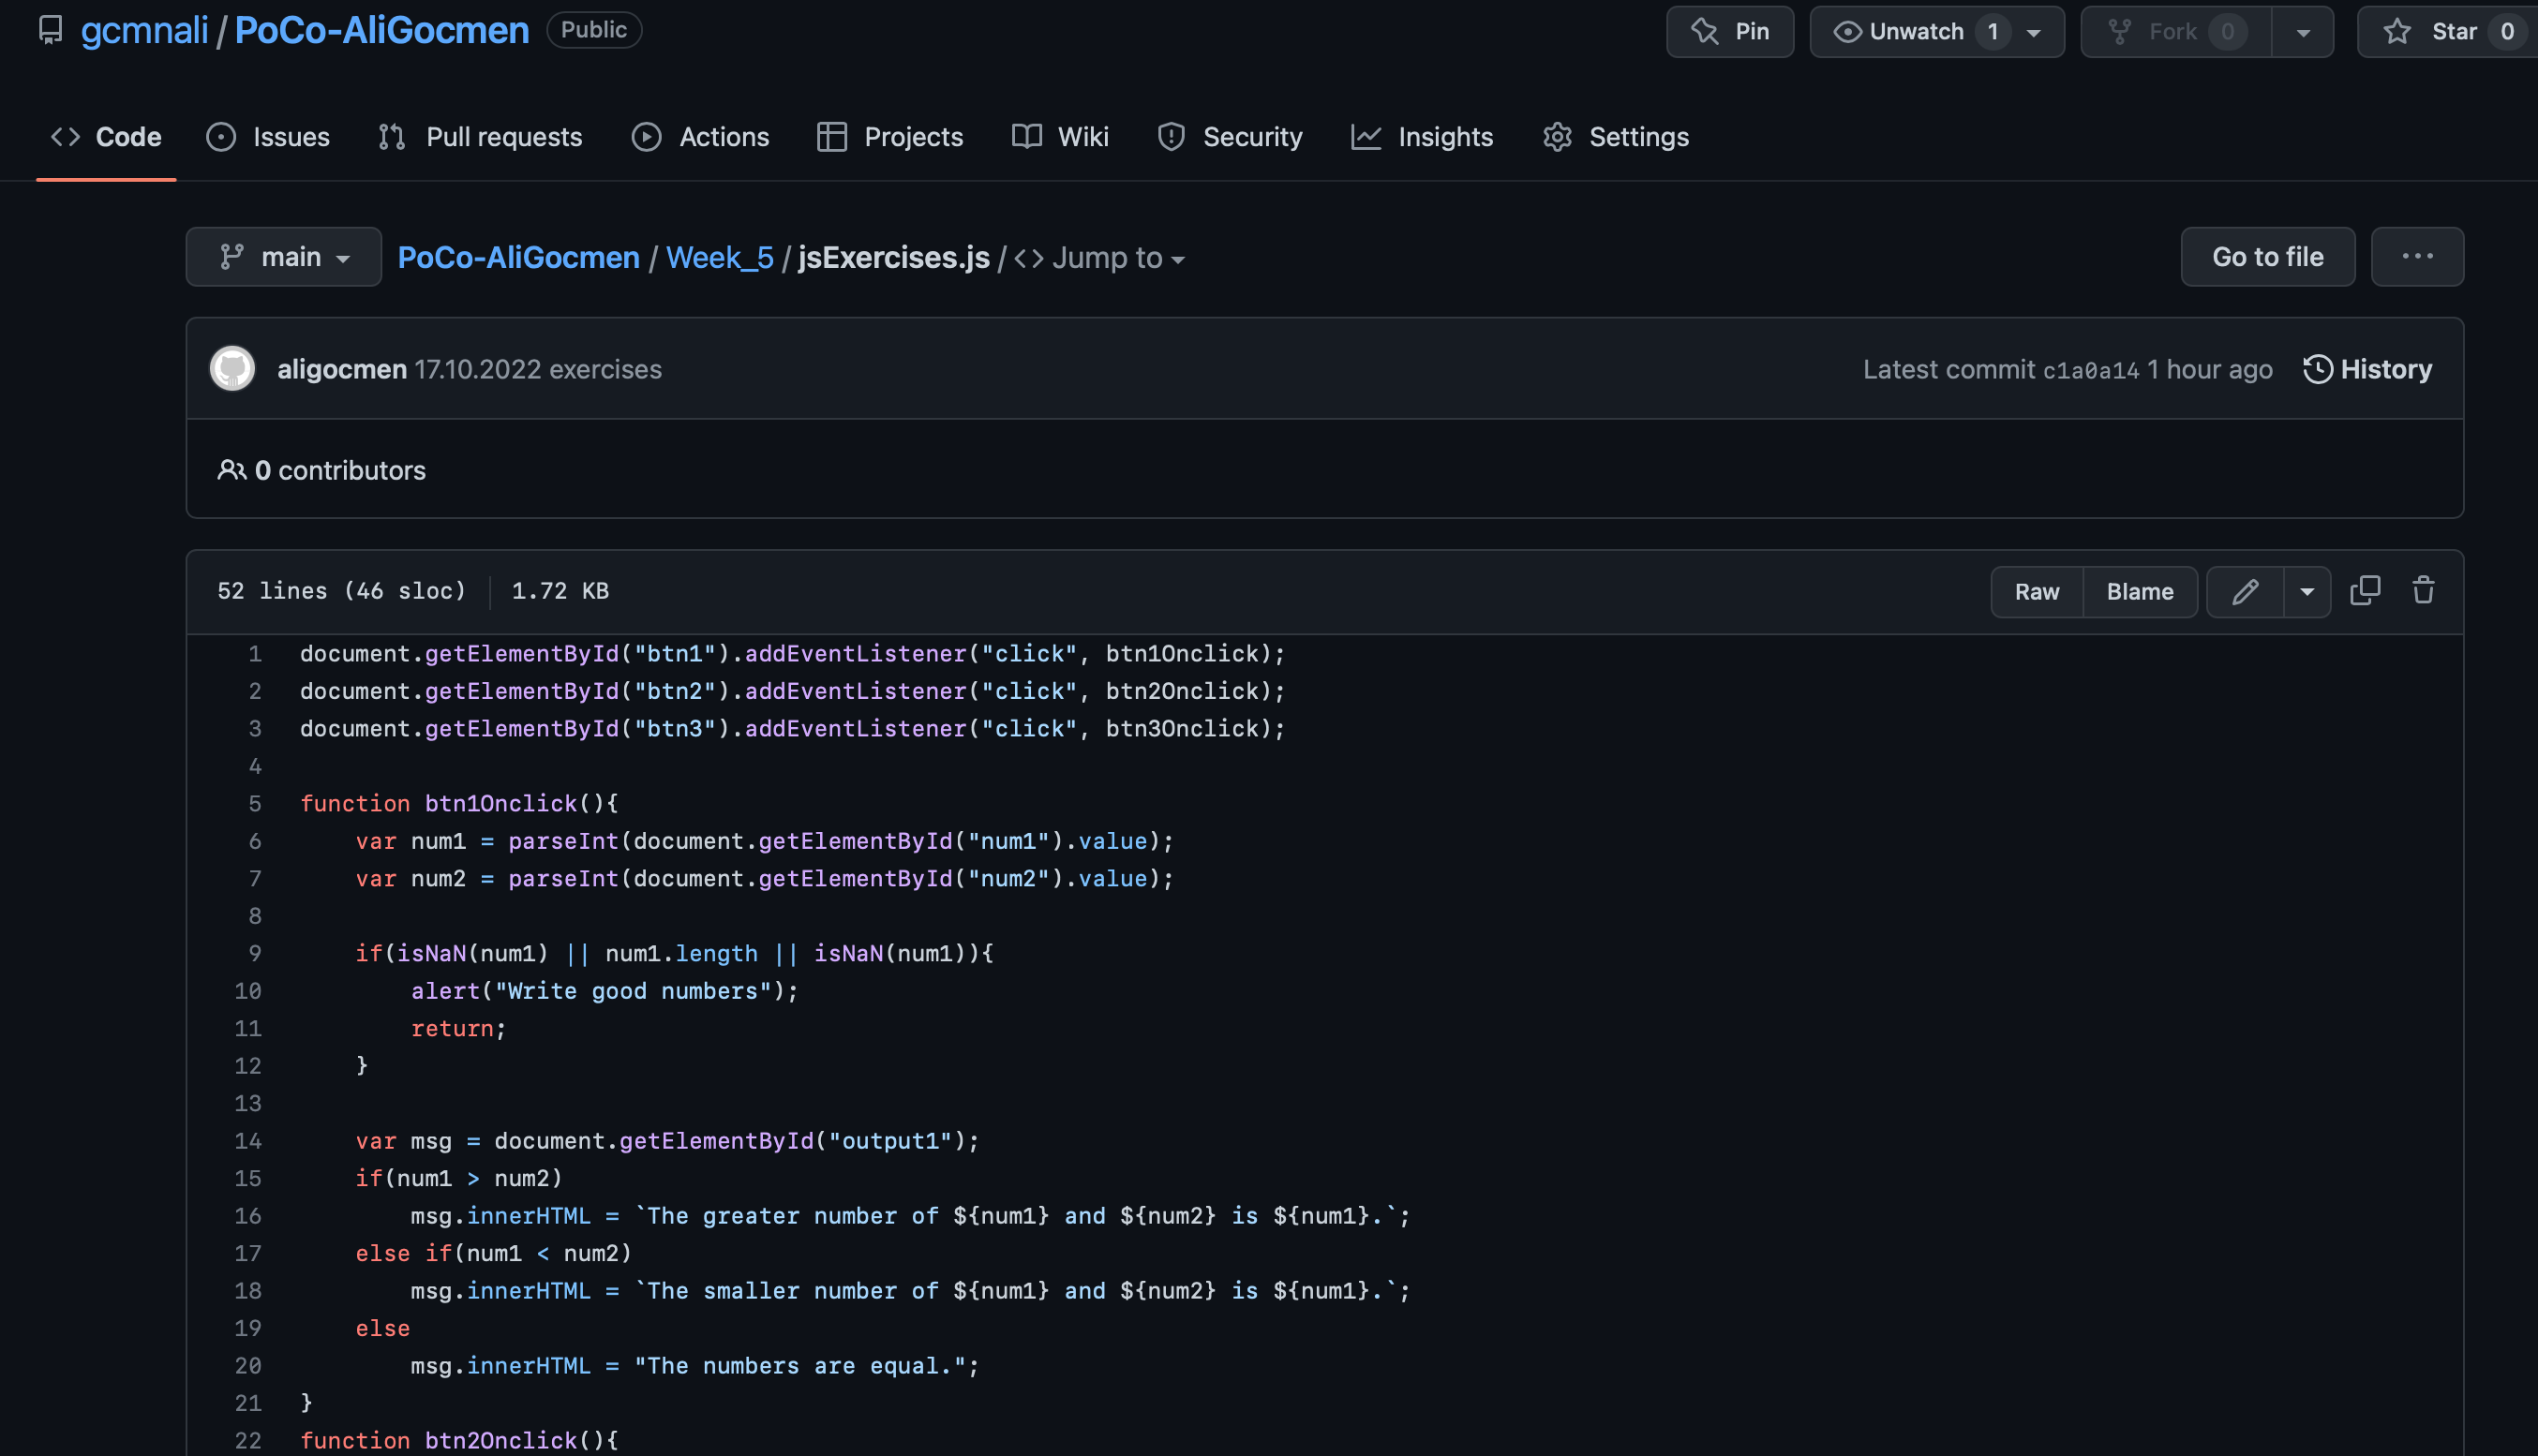 gcmnali / PoCo-AliGocmen Public Pin Unwatch 1 Fork 0 Star 0
Code Issues Pull requests Actions Projects Wiki Security Insights Settings
main PoCo-AliGocmen / Week_5 / jsExercises.js / <> Jump to Go to file ...
aligocmen 17.10.2022 exercises Latest commit c1a0a14 1 hour ago History
0 contributors
52 lines (46 sloc) 1.72 KB Raw Blame
1 document.getElementById("btn1").addEventListener("click", btn1Onclick);
2 document.getElementById("btn2").addEventListener("click", btn2Onclick);
3 document.getElementById("btn3").addEventListener("click", btn3Onclick);
4
5 function btn1Onclick(){
6     var num1 = parseInt(document.getElementById("num1").value);
7     var num2 = parseInt(document.getElementById("num2").value);
8
9     if(isNaN(num1) || num1.length || isNaN(num1)){
10         alert("Write good numbers");
11         return;
12     }
13
14     var msg = document.getElementById("output1");
15     if(num1 > num2)
16         msg.innerHTML = `The greater number of ${num1} and ${num2} is ${num1}.`;
17     else if(num1 < num2)
18         msg.innerHTML = `The smaller number of ${num1} and ${num2} is ${num1}.`;
19     else
20         msg.innerHTML = "The numbers are equal.";
21 }
22 function btn2Onclick(){